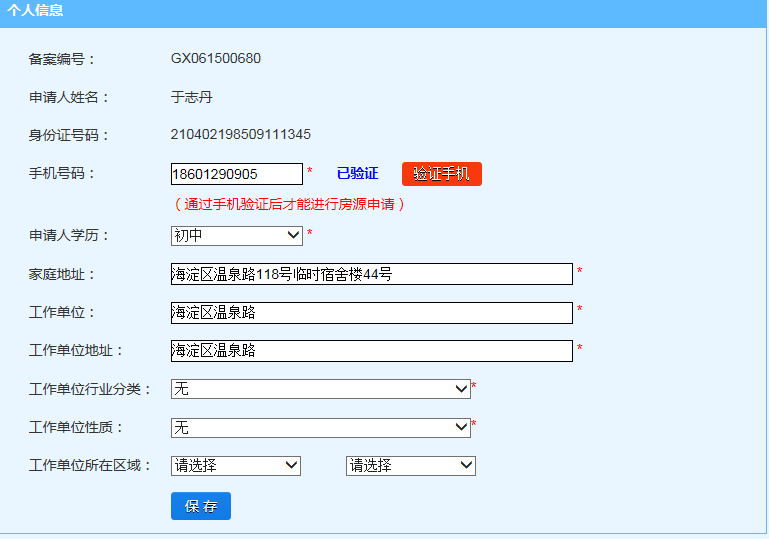 个人信息
备案编号： GX061500680
申请人姓名： 于志丹
身份证号码： 210402198509111345
手机号码： 18601290905 * 已验证 验证手机
（通过手机验证后才能进行房源申请）
申请人学历： 初中 *
家庭地址： 海淀区温泉路118号临时宿舍楼44号 *
工作单位： 海淀区温泉路 *
工作单位地址： 海淀区温泉路 *
工作单位行业分类： 无 *
工作单位性质： 无 *
工作单位所在区域： 请选择 请选择
保 存